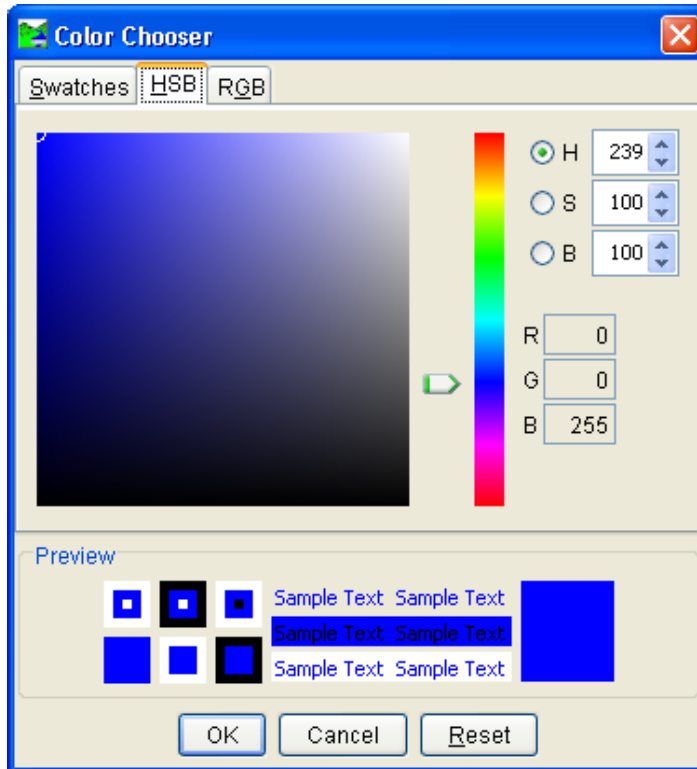 Color Chooser
Swatches HSB RGB
H 239
S 100
B 100
R 0
G 0
B 255
Preview
Sample Text Sample Text
Sample Text Sample Text
Sample Text Sample Text
OK Cancel Reset